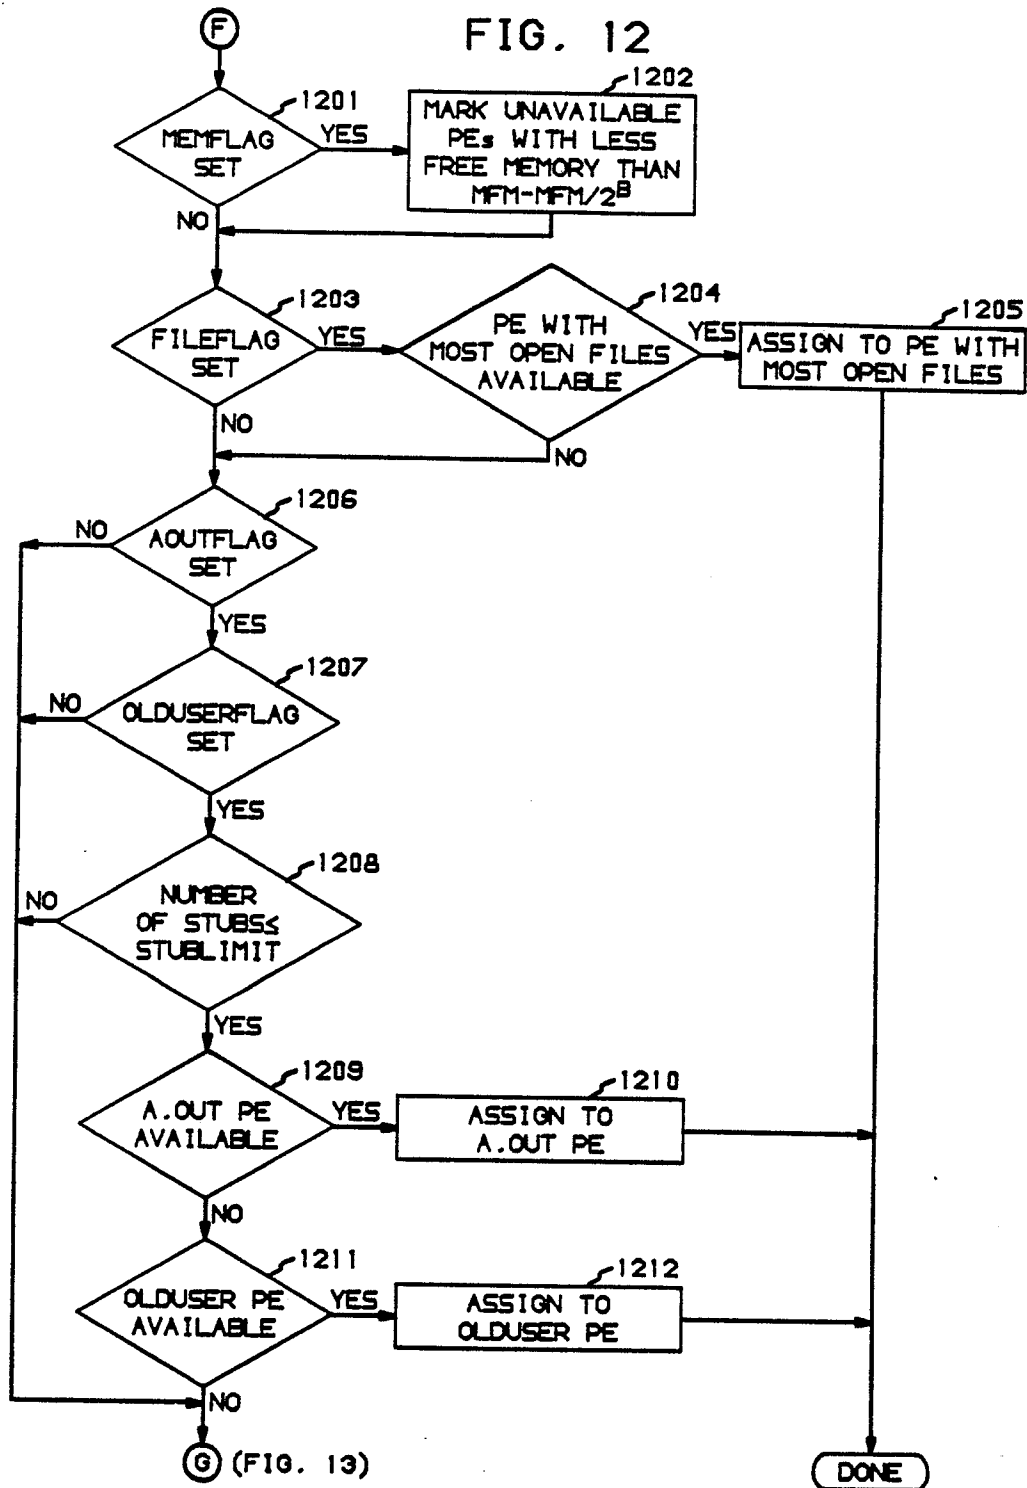 F
FIG. 12
1201
MEMFLAG
SET
YES
NO
1202
MARK UNAVAILABLE
PEs WITH LESS
FREE MEMORY THAN
MFM-MFM/2^B
1203
FILEFLAG
SET
YES
NO
1204
PE WITH
MOST OPEN FILES
AVAILABLE
YES
NO
1205
ASSIGN TO PE WITH
MOST OPEN FILES
1206
AOUTFLAG
SET
NO
YES
1207
OLDUSERFLAG
SET
NO
YES
1208
NUMBER
OF STUBS≤
STUBLIMIT
NO
YES
1209
A.OUT PE
AVAILABLE
YES
NO
1210
ASSIGN TO
A.OUT PE
1211
OLDUSER PE
AVAILABLE
YES
NO
1212
ASSIGN TO
OLDUSER PE
G (FIG. 13)
DONE